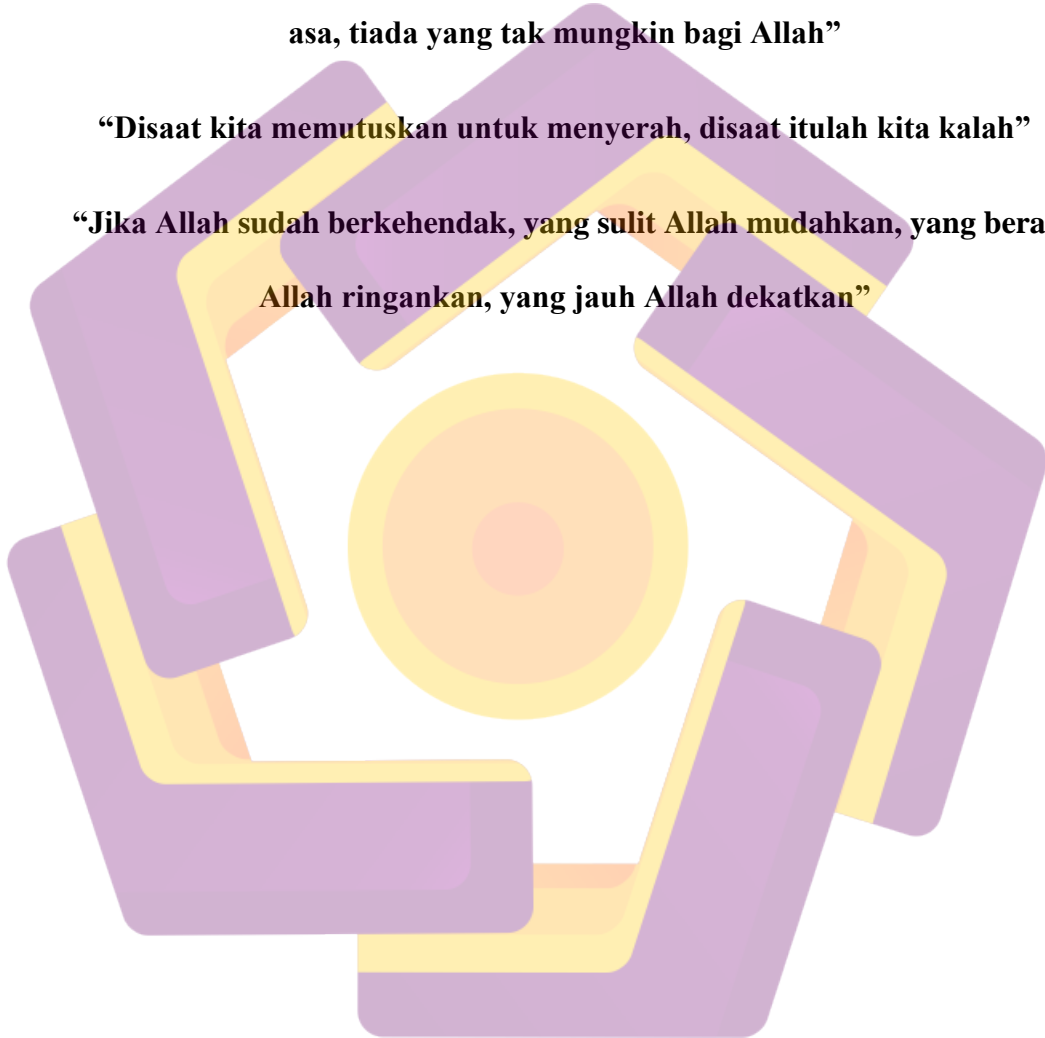 asa, tiada yang tak mungkin bagi Allah”
“Disaat kita memutuskan untuk menyerah, disaat itulah kita kalah”
“Jika Allah sudah berkehendak, yang sulit Allah mudahkan, yang bera
Allah ringankan, yang jauh Allah dekatkan”